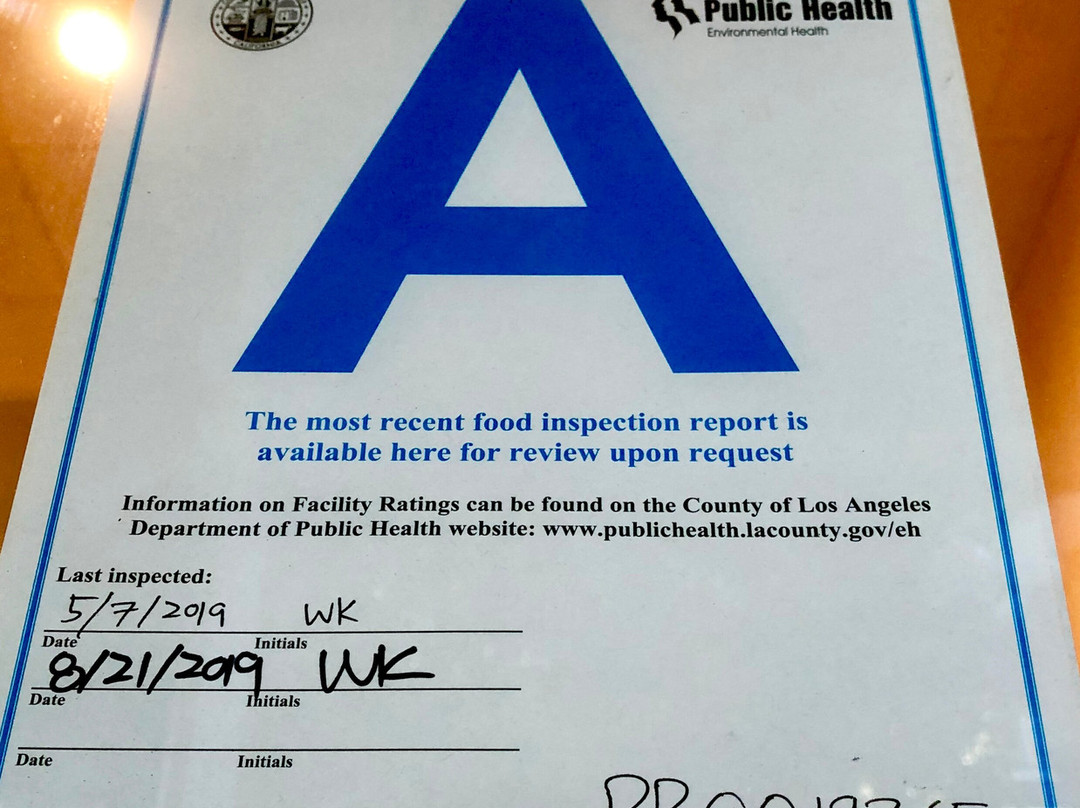 CALIFORNIA
Public Health
Environmental Health
A
The most recent food inspection report is
available here for review upon request
Information on Facility Ratings can be found on the County of Los Angeles
Department of Public Health website: www.publichealth.lacounty.gov/eh
Last inspected:
5/7/2019 WK
Date Initials
8/21/2019 WK
Date Initials
Date Initials